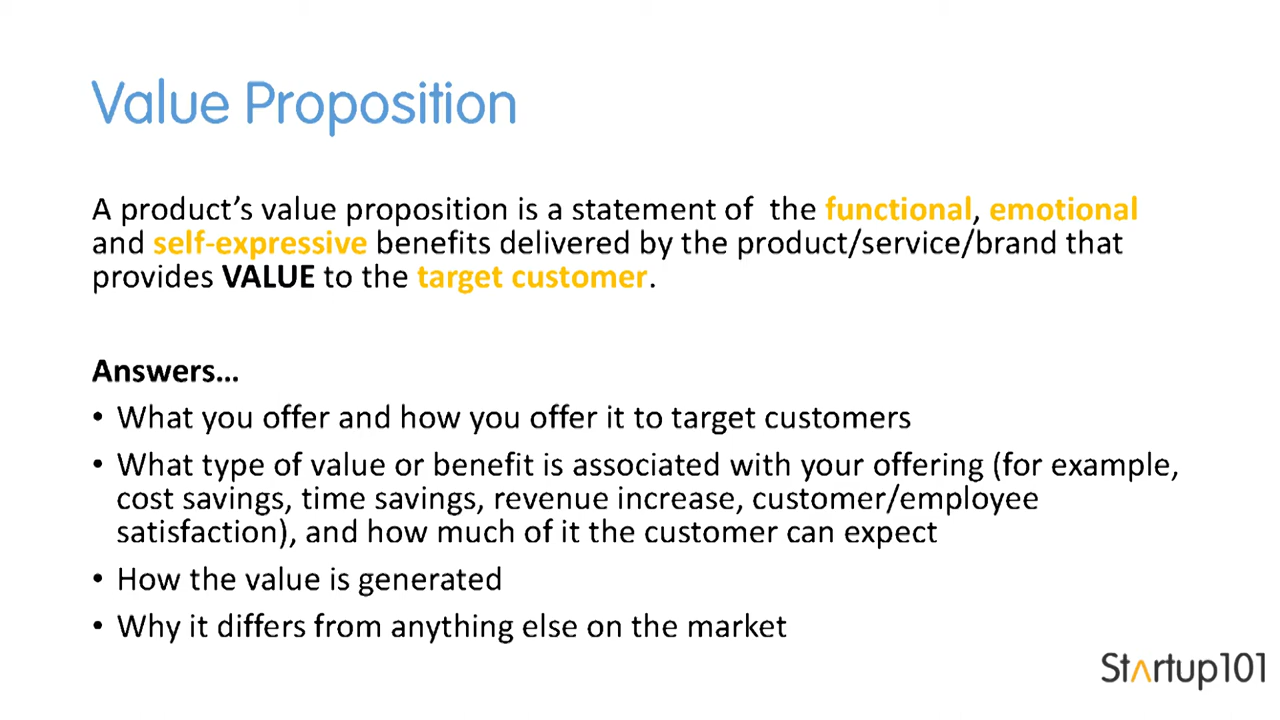 Value Proposition
A product’s value proposition is a statement of  the functional, emotional
and self-expressive benefits delivered by the product/service/brand that
provides VALUE to the target customer.
Answers…
• What you offer and how you offer it to target customers
• What type of value or benefit is associated with your offering (for example,
cost savings, time savings, revenue increase, customer/employee
satisfaction), and how much of it the customer can expect
• How the value is generated
• Why it differs from anything else on the market
Startup101